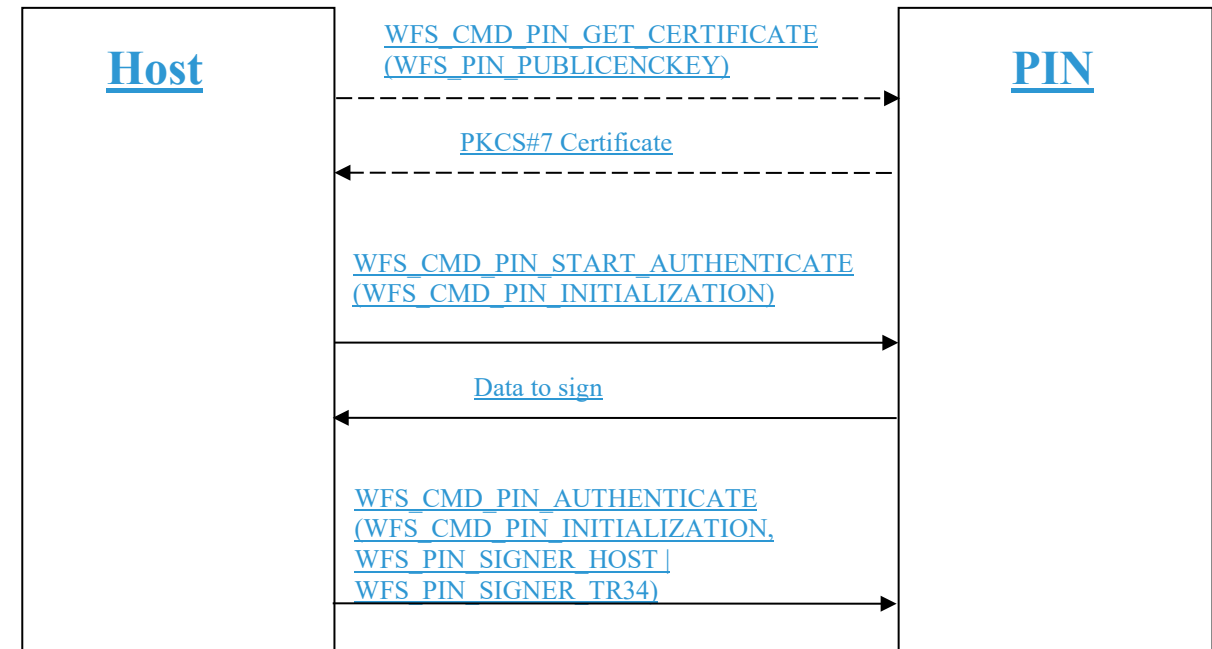 Host
WFS_CMD_PIN_GET_CERTIFICATE
(WFS_PIN_PUBLICENCKEY)
PIN
PKCS#7 Certificate
WFS_CMD_PIN_START_AUTHENTICATE
(WFS_CMD_PIN_INITIALIZATION)
Data to sign
WFS_CMD_PIN_AUTHENTICATE
(WFS_CMD_PIN_INITIALIZATION,
WFS_PIN_SIGNER_HOST |
WFS_PIN_SIGNER_TR34)